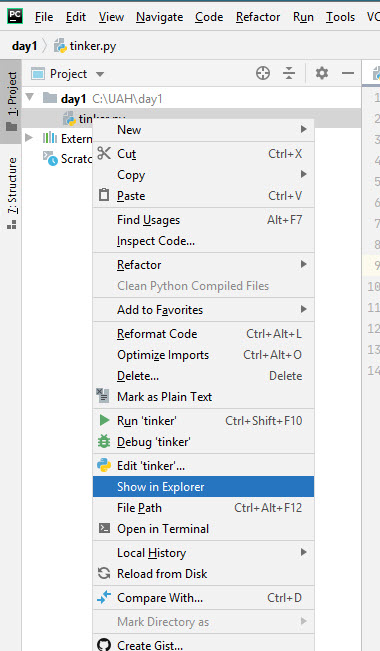 PC File Edit View Navigate Code Refactor Run Tools
day1 tinker.py
1: Project
7: Structure
Project
day1 C:\UAH\day1
New
Cut Ctrl+X
Copy
Paste Ctrl+V
Find Usages Alt+F7
Inspect Code...
Refactor
Clean Python Compiled Files
Add to Favorites
Reformat Code Ctrl+Alt+L
Optimize Imports Ctrl+Alt+O
Delete... Delete
Mark as Plain Text
Run 'tinker' Ctrl+Shift+F10
Debug 'tinker'
Edit 'tinker'...
Show in Explorer
File Path Ctrl+Alt+F12
Open in Terminal
Local History
Reload from Disk
Compare With... Ctrl+D
Mark Directory as
Create Gist...
1
2
3
4
5
6
7
8
9
10
11
12
13
14